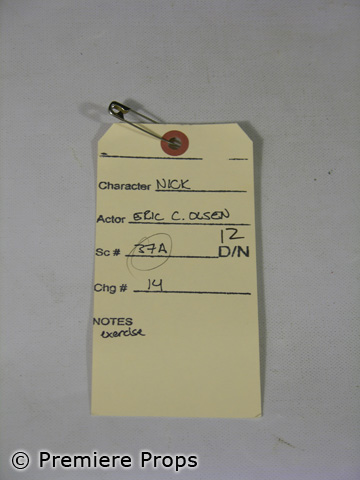 Character NICK
Actor ERIC C. OLSEN
12
Sc # 37A D/N
Chg # 14
NOTES
exercise
© Premiere Props